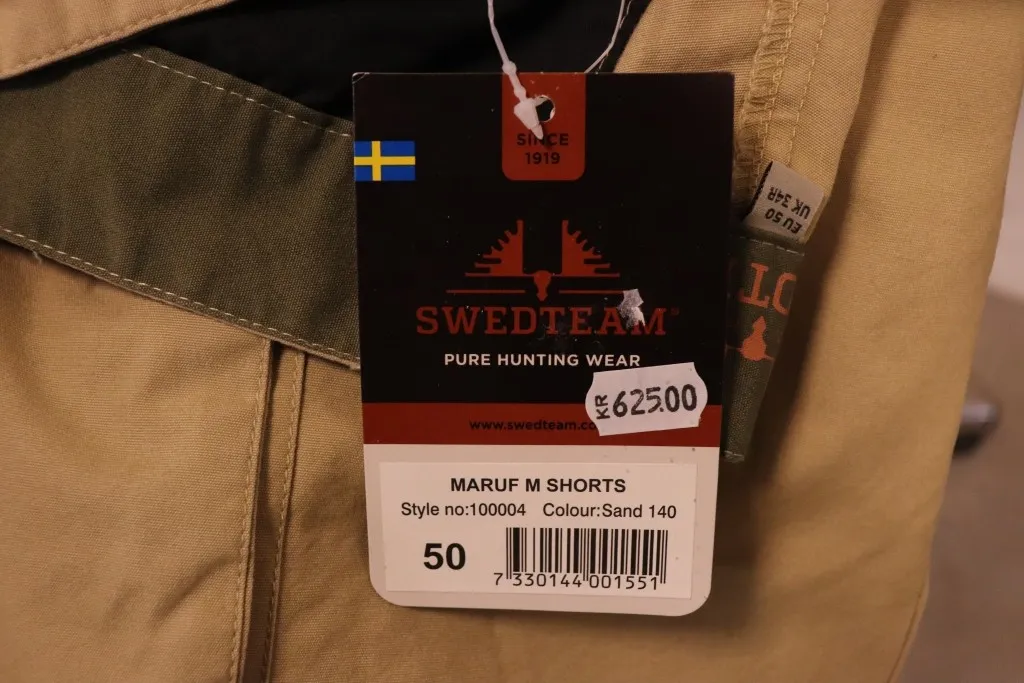 SINCE
1919
SWEDTEAM®
PURE HUNTING WEAR
KR 625.00
www.swedteam.co
MARUF M SHORTS
Style no:100004 Colour:Sand 140
50
7 330144 001551
EU 50
UK 34R